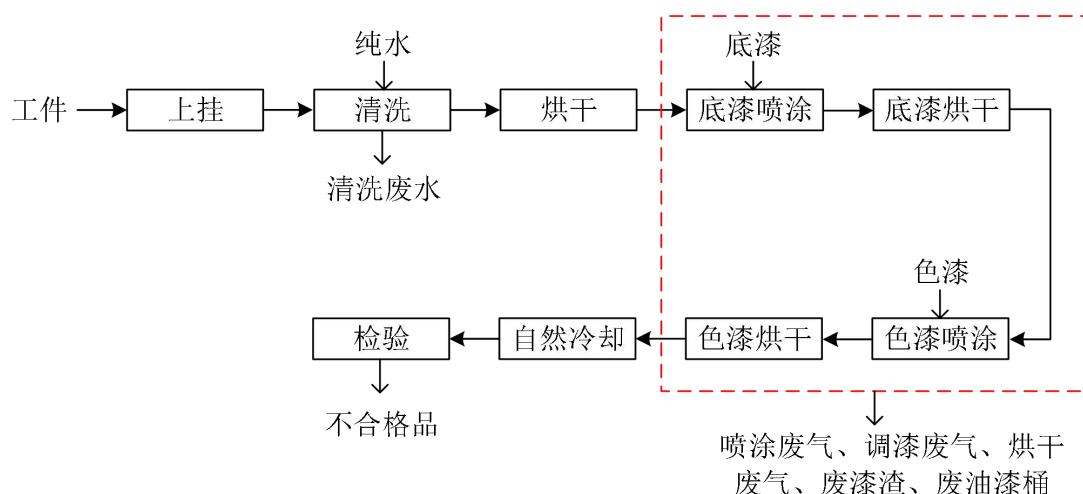 纯水
底漆
工件
上挂
清洗
烘干
底漆喷涂
底漆烘干
清洗废水
色漆
检验
自然冷却
色漆烘干
色漆喷涂
不合格品
喷涂废气、调漆废气、烘干
废气、废漆渣、废油漆桶